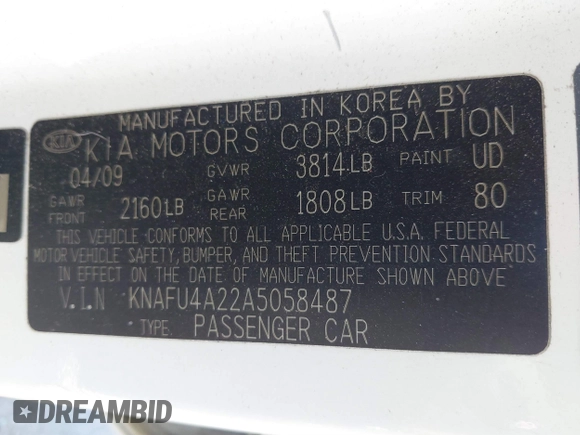 MANUFACTURED IN KOREA BY
KIA KIA MOTORS CORPORATION
04/09 GVWR 3814LB PAINT UD
GAWR FRONT 2160LB GAWR REAR 1808LB TRIM 80
THIS VEHICLE CONFORMS TO ALL APPLICABLE U.S.A. FEDERAL
MOTOR VEHICLE SAFETY, BUMPER, AND THEFT PREVENTION STANDARDS
IN EFFECT ON THE DATE OF MANUFACTURE SHOWN ABOVE
V.I.N KNAFU4A22A5058487
TYPE: PASSENGER CAR
DREAMBID